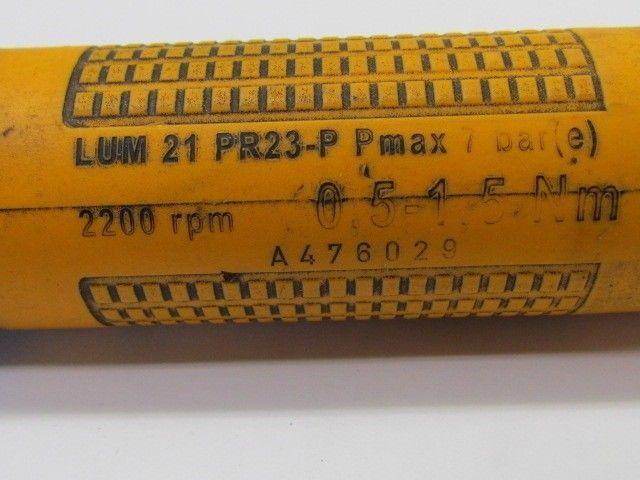 LUM 21 PR23-P Pmax 7 bar(e)
2200 rpm 0.5-1.5 Nm
A476029